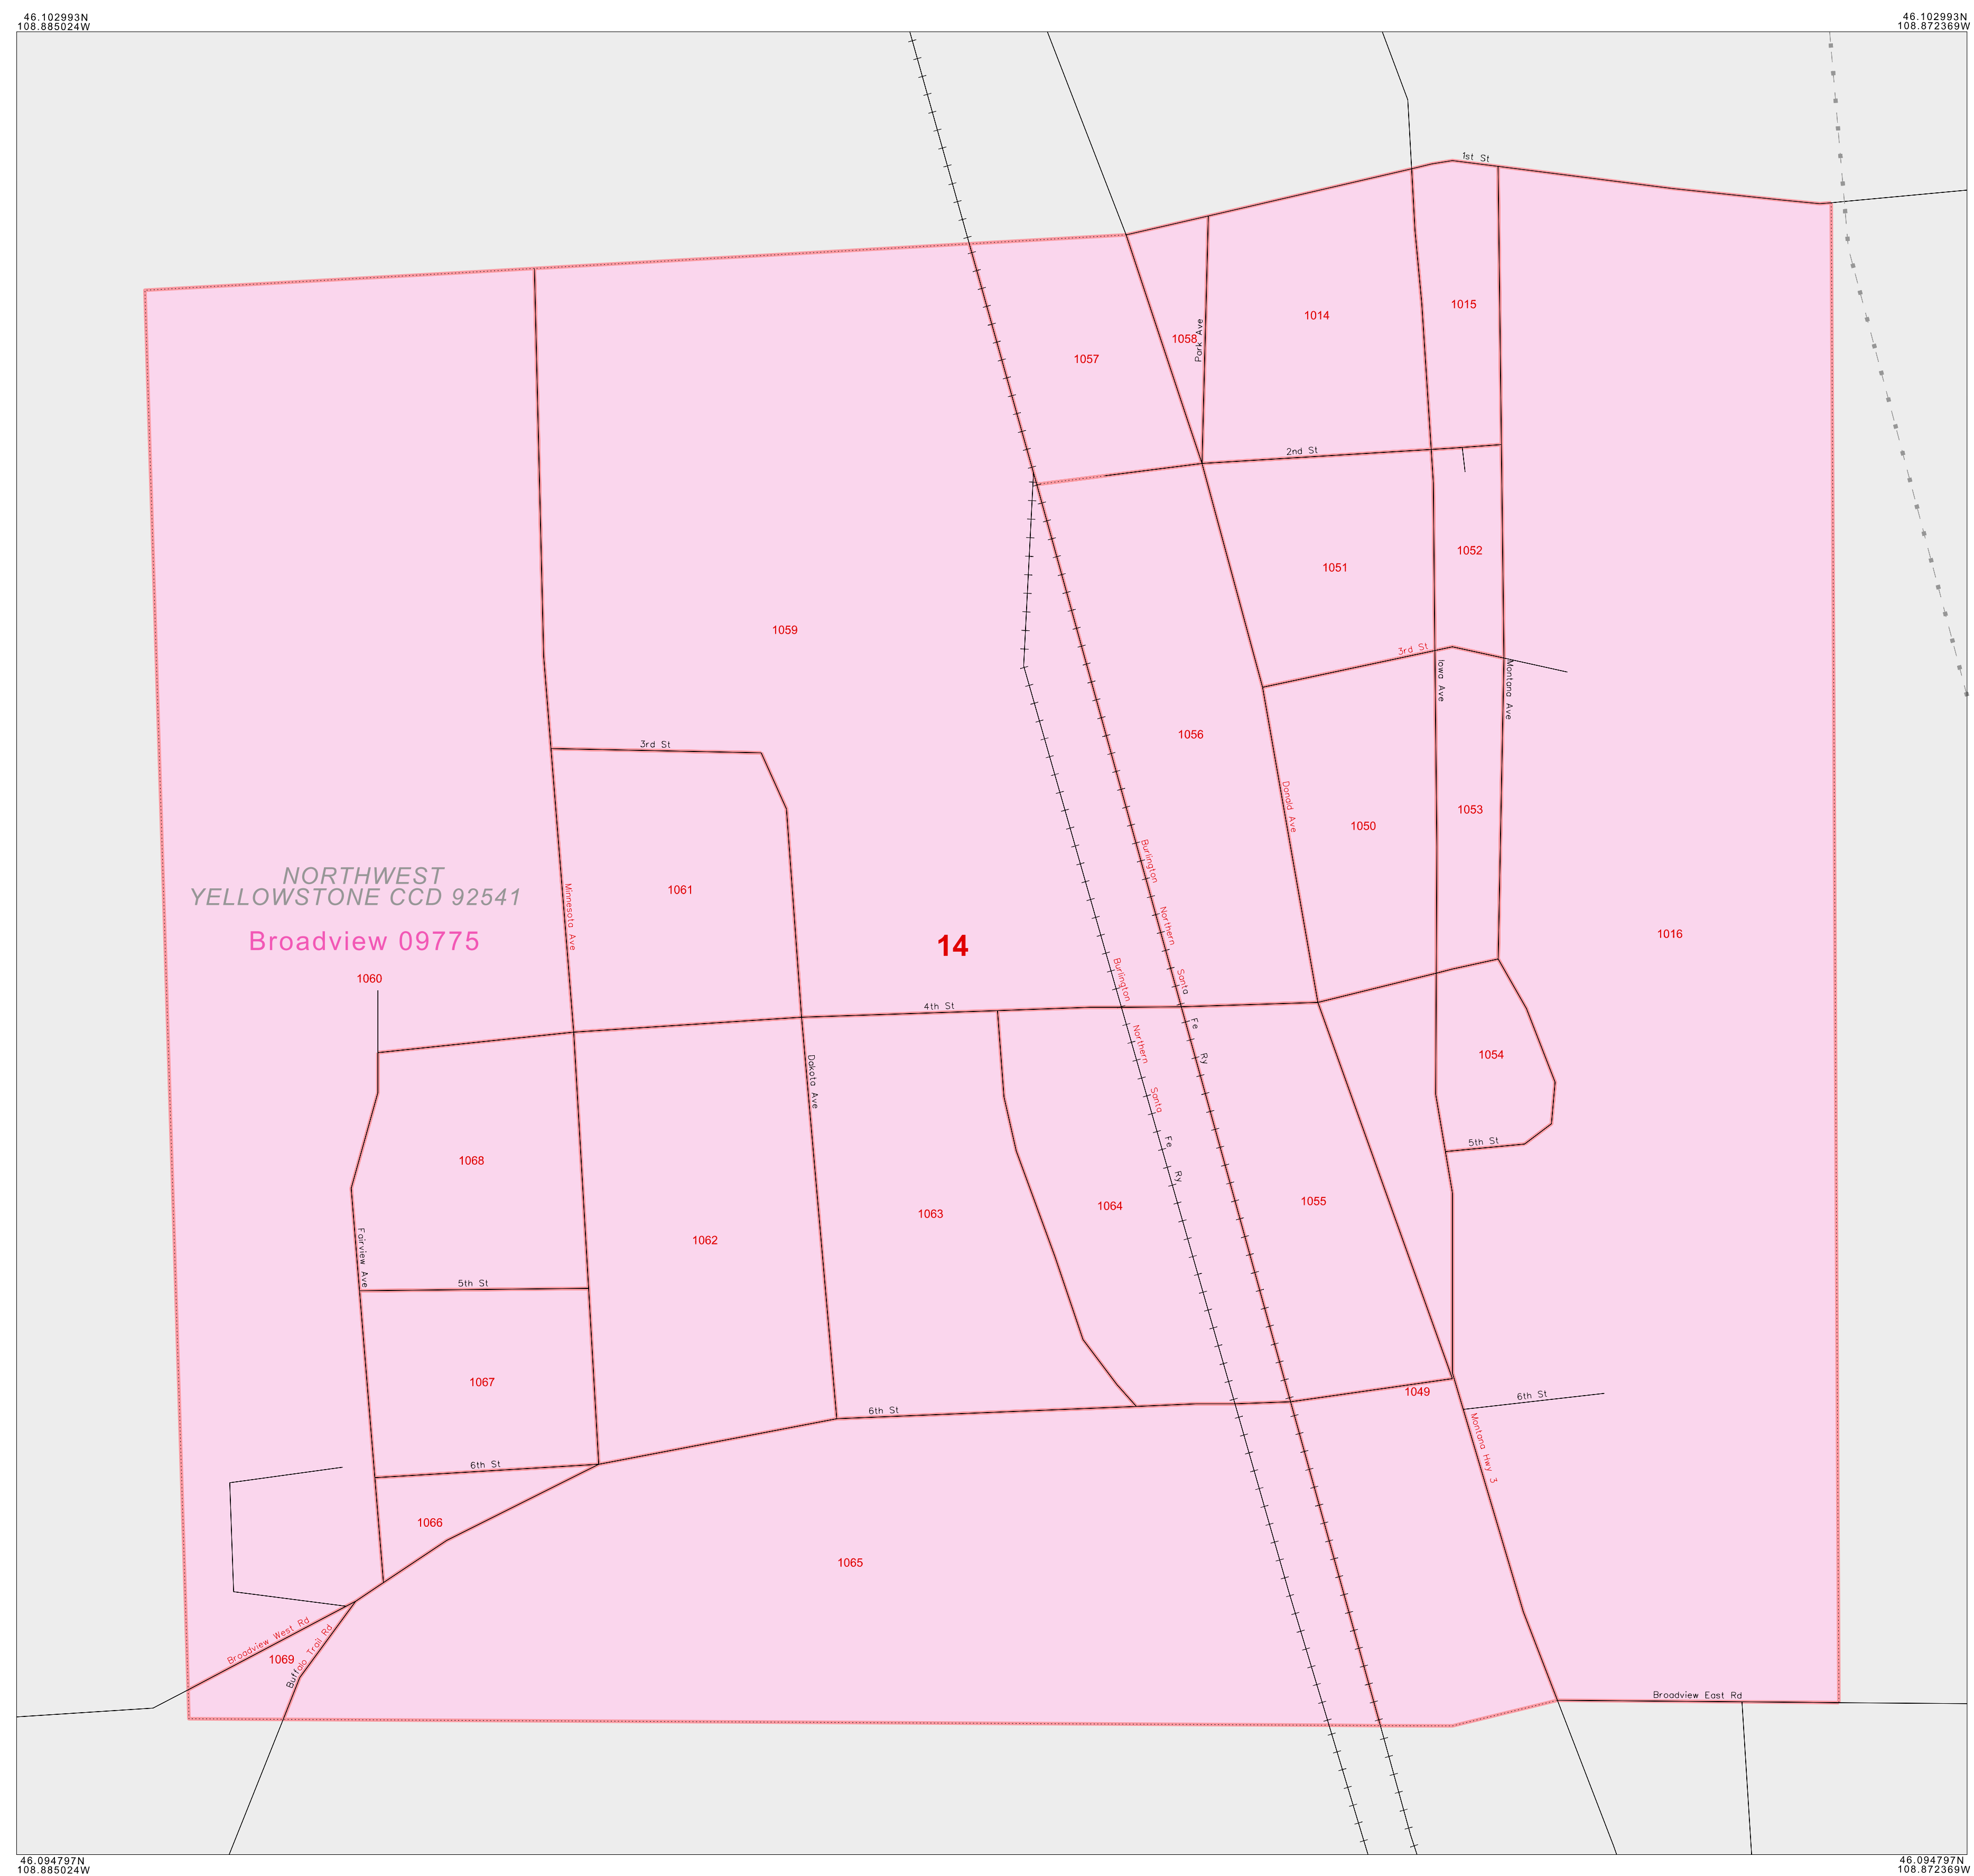 46.102993N
108.885024W
46.102993N
108.872369W
1st St
1015
1014
1058
Park Ave
1057
2nd St
1052
1051
1059
3rd St
Iowa Ave
Montana Ave
1056
3rd St
Donald Ave
1053
1050
Burlington Northern Santa Fe Ry
NORTHWEST
YELLOWSTONE CCD 92541
Minnesota Ave
1061
Broadview 09775
14
1016
1060
Burlington Northern Santa Fe Ry
4th St
Dakota Ave
1054
5th St
1068
1064
1055
1063
1062
Fairview Ave
5th St
1067
1049
6th St
6th St
Montana Hwy 3
6th St
1066
1065
Broadview West Rd
Buffalo Trail Rd
1069
Broadview East Rd
46.094797N
108.885024W
46.094797N
108.872369W